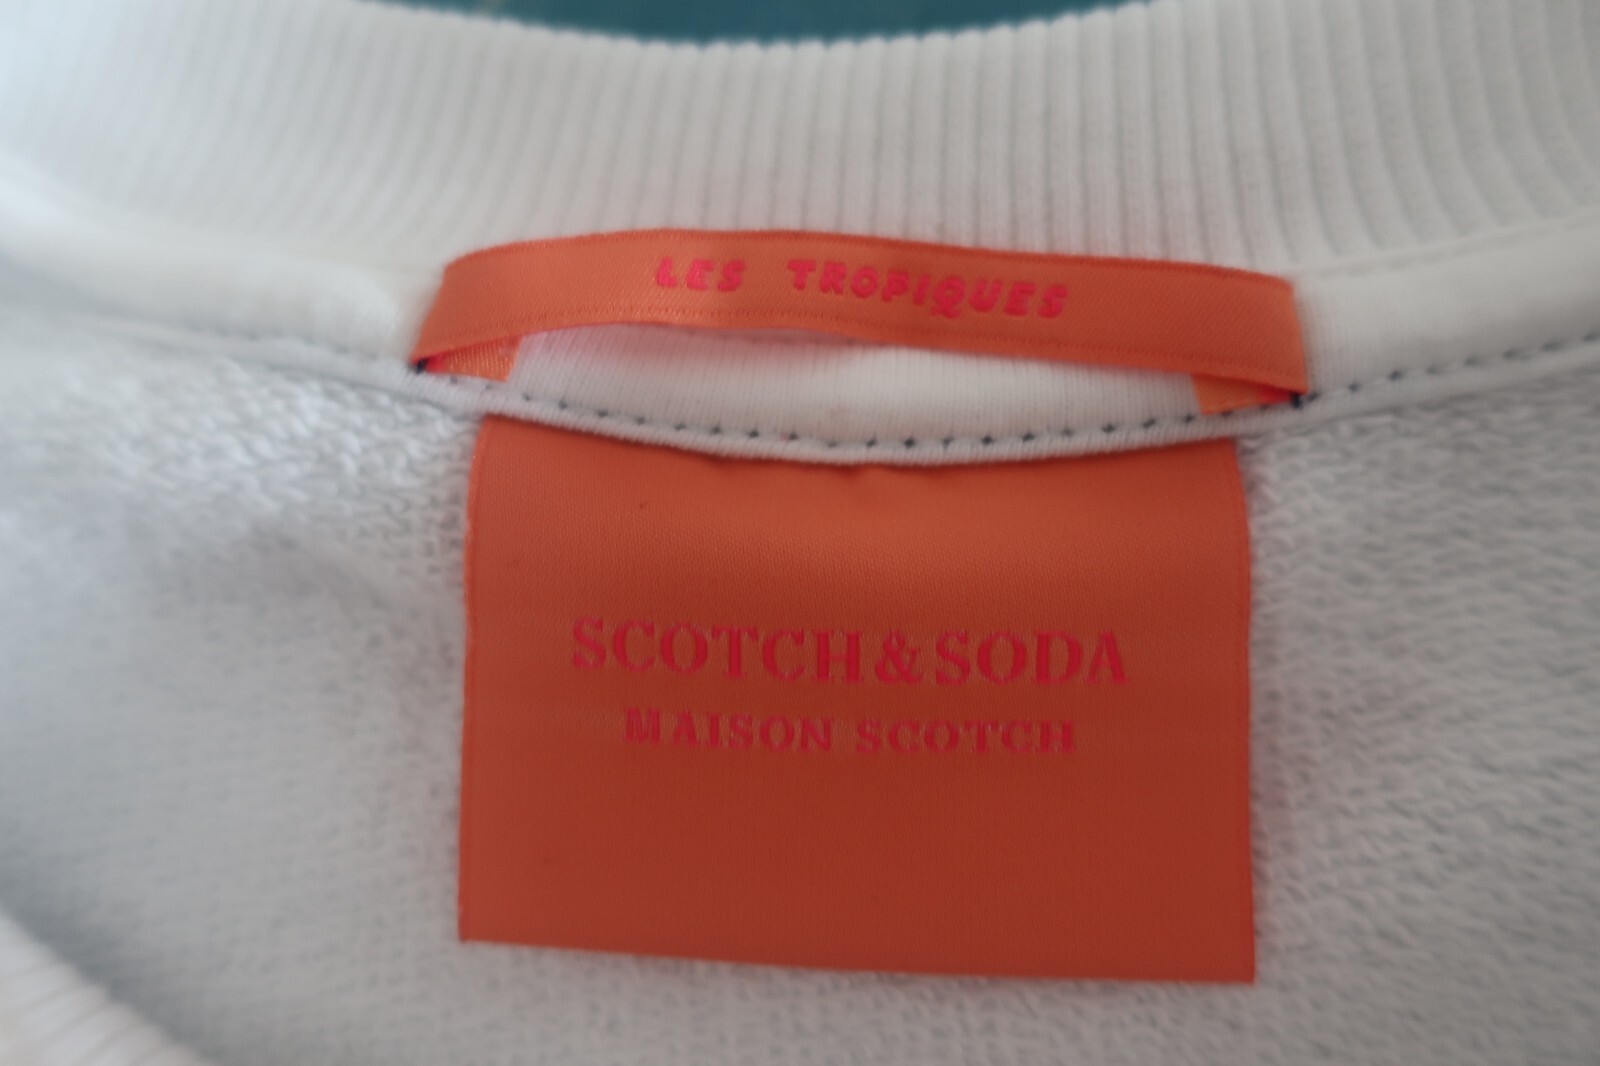 LES TROPIQUES
SCOTCH & SODA
MAISON SCOTCH